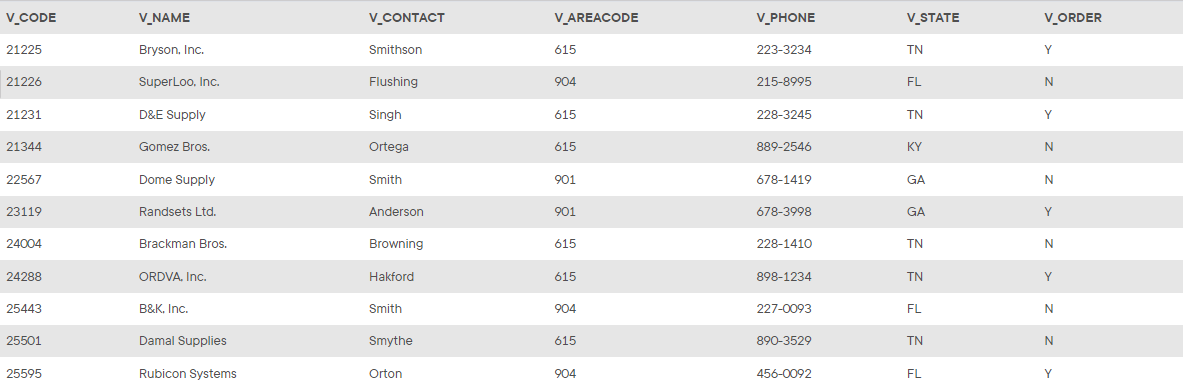 V_CODE V_NAME V_CONTACT V_AREACODE V_PHONE V_STATE V_ORDER
21225 Bryson, Inc. Smithson 615 223-3234 TN Y
21226 SuperLoo, Inc. Flushing 904 215-8995 FL N
21231 D&E Supply Singh 615 228-3245 TN Y
21344 Gomez Bros. Ortega 615 889-2546 KY N
22567 Dome Supply Smith 901 678-1419 GA N
23119 Randsets Ltd. Anderson 901 678-3998 GA Y
24004 Brackman Bros. Browning 615 228-1410 TN N
24288 ORDVA, Inc. Hakford 615 898-1234 TN Y
25443 B&K, Inc. Smith 904 227-0093 FL N
25501 Damal Supplies Smythe 615 890-3529 TN N
25595 Rubicon Systems Orton 904 456-0092 FL Y